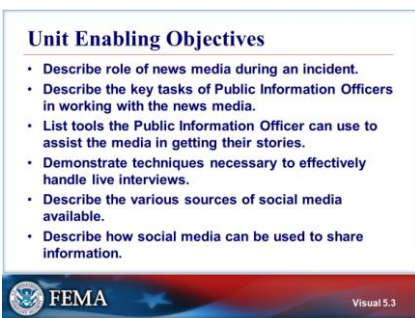 Unit Enabling Objectives
• Describe role of news media during an incident.
• Describe the key tasks of Public Information Officers
in working with the news media.
• List tools the Public Information Officer can use to
assist the media in getting their stories.
• Demonstrate techniques necessary to effectively
handle live interviews.
• Describe the various sources of social media
available.
• Describe how social media can be used to share
information.
FEMA
Visual 5.3